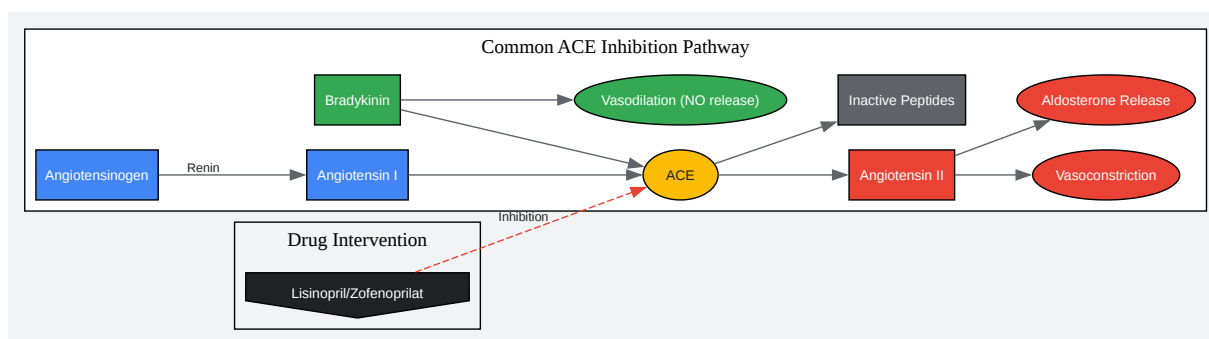 Common ACE Inhibition Pathway
Bradykinin
Vasodilation (NO release)
Inactive Peptides
Aldosterone Release
Angiotensinogen
Renin
Angiotensin I
ACE
Angiotensin II
Vasoconstriction
Inhibition
Drug Intervention
Lisinopril/Zofenoprilat